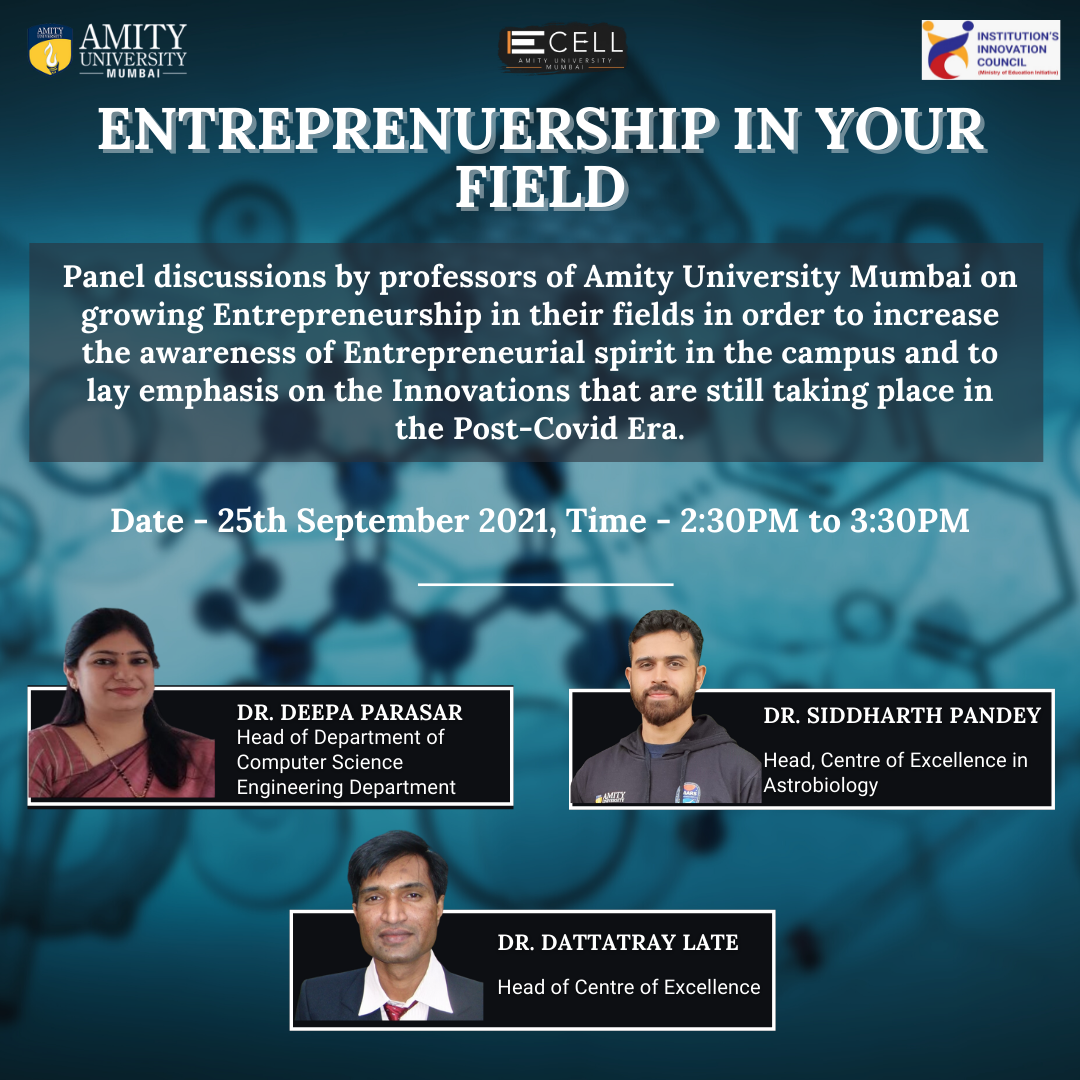 AMITY
AMITY
UNIVERSITY
MUMBAI
E CELL
AMITY UNIVERSITY
MUMBAI
INSTITUTION'S
INNOVATION
COUNCIL
(Ministry of Education Initiative)
ENTREPRENUERSHIP IN YOUR
FIELD
Panel discussions by professors of Amity University Mumbai on
growing Entrepreneurship in their fields in order to increase
the awareness of Entrepreneurial spirit in the campus and to
lay emphasis on the Innovations that are still taking place in
the Post-Covid Era.
Date - 25th September 2021, Time - 2:30PM to 3:30PM
DR. DEEPA PARASAR
Head of Department of
Computer Science
Engineering Department
DR. SIDDHARTH PANDEY
Head, Centre of Excellence in
Astrobiology
AMITY
DR. DATTATRAY LATE
Head of Centre of Excellence